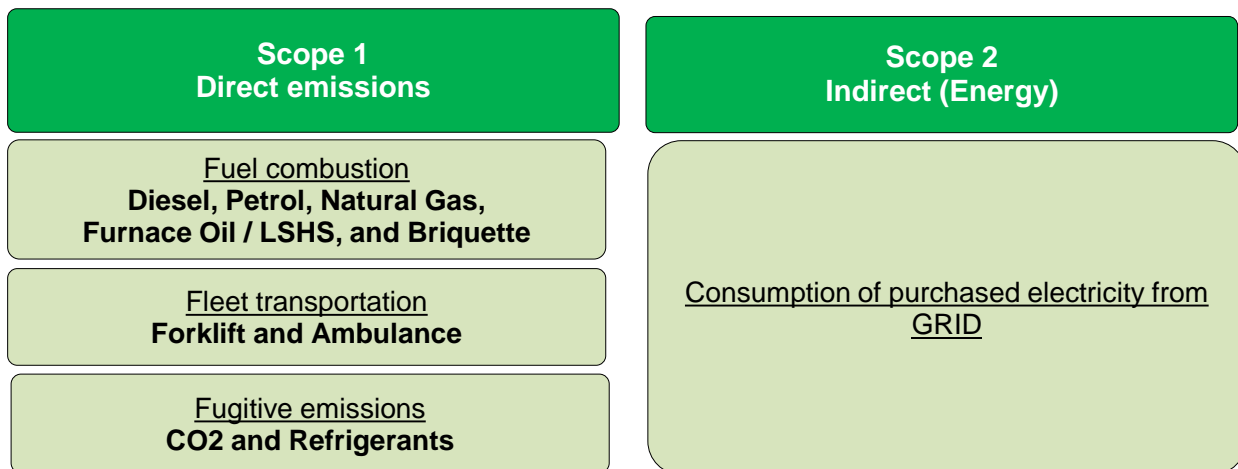 Scope 1
Direct emissions
Fuel combustion
Diesel, Petrol, Natural Gas,
Furnace Oil / LSHS, and Briquette
Fleet transportation
Forklift and Ambulance
Fugitive emissions
CO2 and Refrigerants
Scope 2
Indirect (Energy)
Consumption of purchased electricity from
GRID